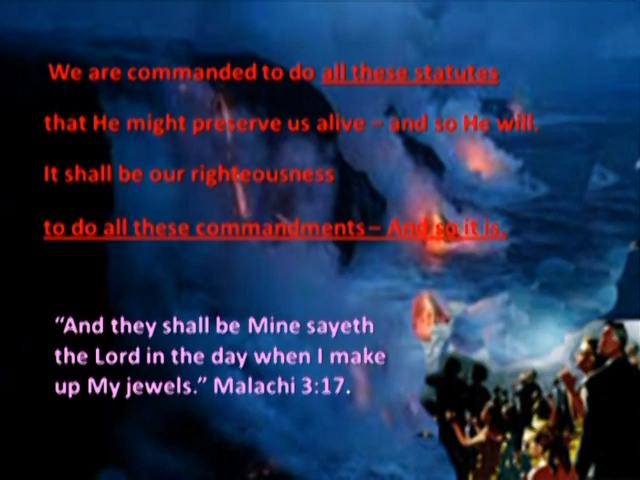 We are commanded to do all these statutes
that He might preserve us alive – and so He will.
It shall be our righteousness
to do all these commandments – And so it is.
“And they shall be Mine sayeth
the Lord in the day when I make
up My jewels.” Malachi 3:17.